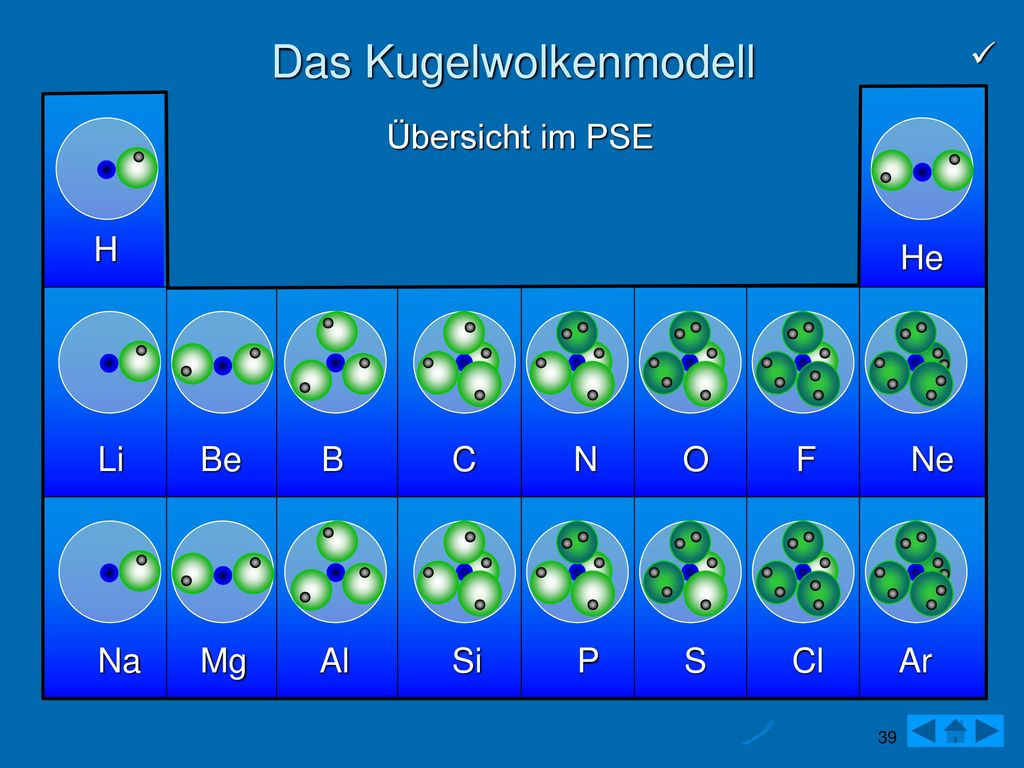 Das Kugelwolkenmodell
Übersicht im PSE
H He
Li Be B C N O F Ne
Na Mg Al Si P S Cl Ar
39